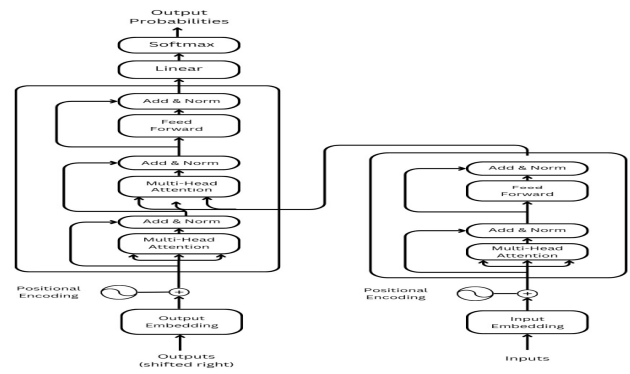 Output
Probabilities
Softmax
Linear
Add & Norm
Feed
Forward
Add & Norm
Multi-Head
Attention
Add & Norm
Multi-Head
Attention
Positional
Encoding
+
Output
Embedding
Outputs
(shifted right)
Add & Norm
Feed
Forward
Add & Norm
Multi-Head
Attention
Positional
Encoding
+
Input
Embedding
Inputs